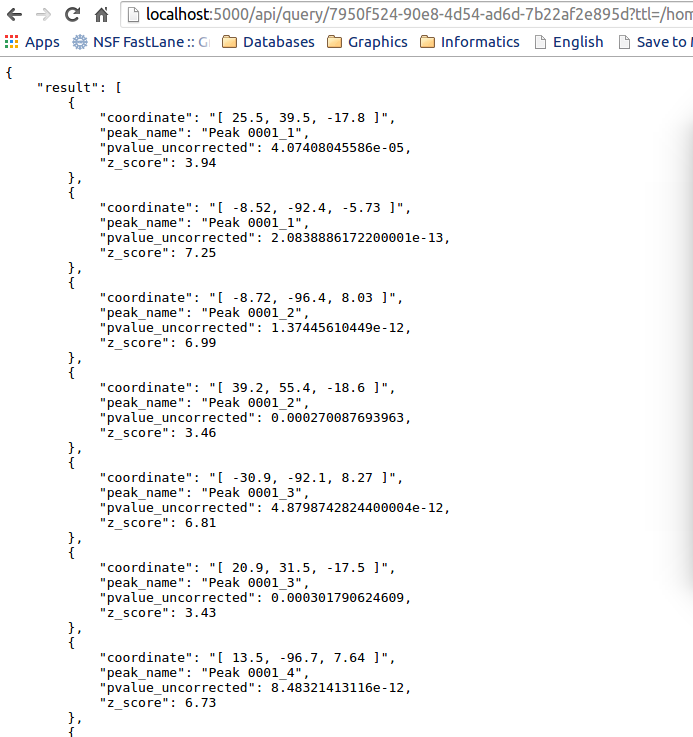 localhost:5000/api/query/7950f524-90e8-4d54-ad6d-7b22af2e895d?ttl=/hom
Apps NSF FastLane :: G Databases Graphics Informatics English Save to M
{
    "result": [
        {
            "coordinate": "[ 25.5, 39.5, -17.8 ]",
            "peak_name": "Peak 0001_1",
            "pvalue_uncorrected": 4.07408045586e-05,
            "z_score": 3.94
        },
        {
            "coordinate": "[ -8.52, -92.4, -5.73 ]",
            "peak_name": "Peak 0001_1",
            "pvalue_uncorrected": 2.0838886172200001e-13,
            "z_score": 7.25
        },
        {
            "coordinate": "[ -8.72, -96.4, 8.03 ]",
            "peak_name": "Peak 0001_2",
            "pvalue_uncorrected": 1.37445610449e-12,
            "z_score": 6.99
        },
        {
            "coordinate": "[ 39.2, 55.4, -18.6 ]",
            "peak_name": "Peak 0001_2",
            "pvalue_uncorrected": 0.000270087693963,
            "z_score": 3.46
        },
        {
            "coordinate": "[ -30.9, -92.1, 8.27 ]",
            "peak_name": "Peak 0001_3",
            "pvalue_uncorrected": 4.8798742824400004e-12,
            "z_score": 6.81
        },
        {
            "coordinate": "[ 20.9, 31.5, -17.5 ]",
            "peak_name": "Peak 0001_3",
            "pvalue_uncorrected": 0.000301790624609,
            "z_score": 3.43
        },
        {
            "coordinate": "[ 13.5, -96.7, 7.64 ]",
            "peak_name": "Peak 0001_4",
            "pvalue_uncorrected": 8.48321413116e-12,
            "z_score": 6.73
        },
        {